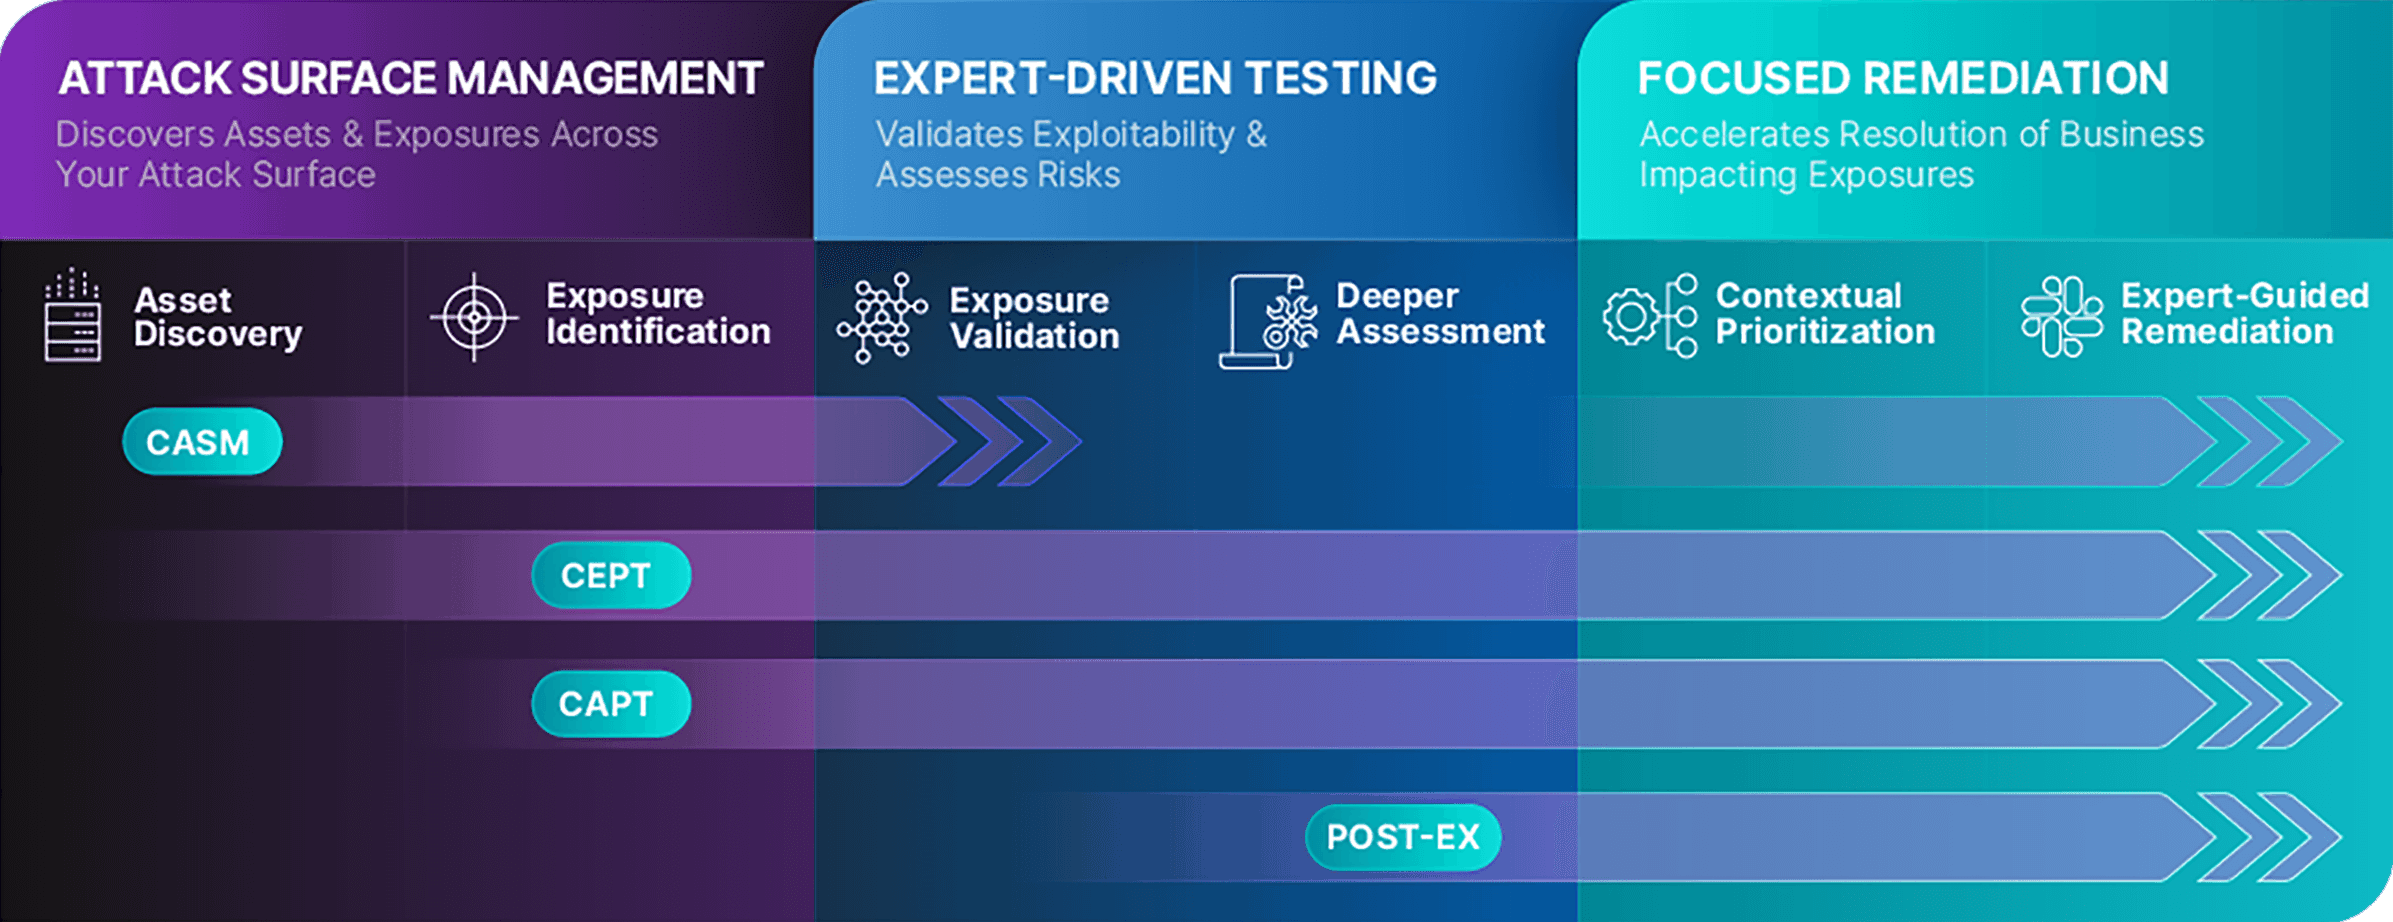 ATTACK SURFACE MANAGEMENT
Discovers Assets & Exposures Across
Your Attack Surface
EXPERT-DRIVEN TESTING
Validates Exploitability &
Assesses Risks
FOCUSED REMEDIATION
Accelerates Resolution of Business
Impacting Exposures
Asset
Discovery
Exposure
Identification
Exposure
Validation
Deeper
Assessment
Contextual
Prioritization
Expert-Guided
Remediation
CASM
CEPT
CAPT
POST-EX